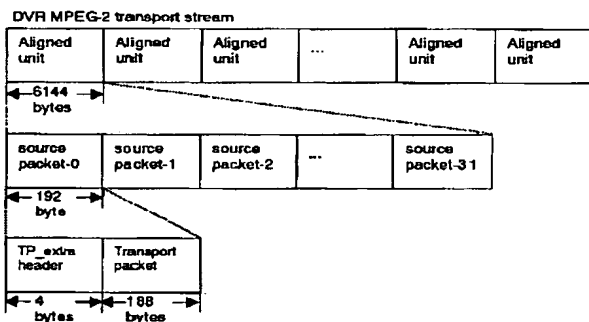 DVR MPEG-2 transport stream
Aligned unit Aligned unit Aligned unit ... Aligned unit Aligned unit
6144 bytes
source packet-0 source packet-1 source packet-2 ... source packet-31
192 byte
TP_extra header Transport packet
4 bytes 188 bytes